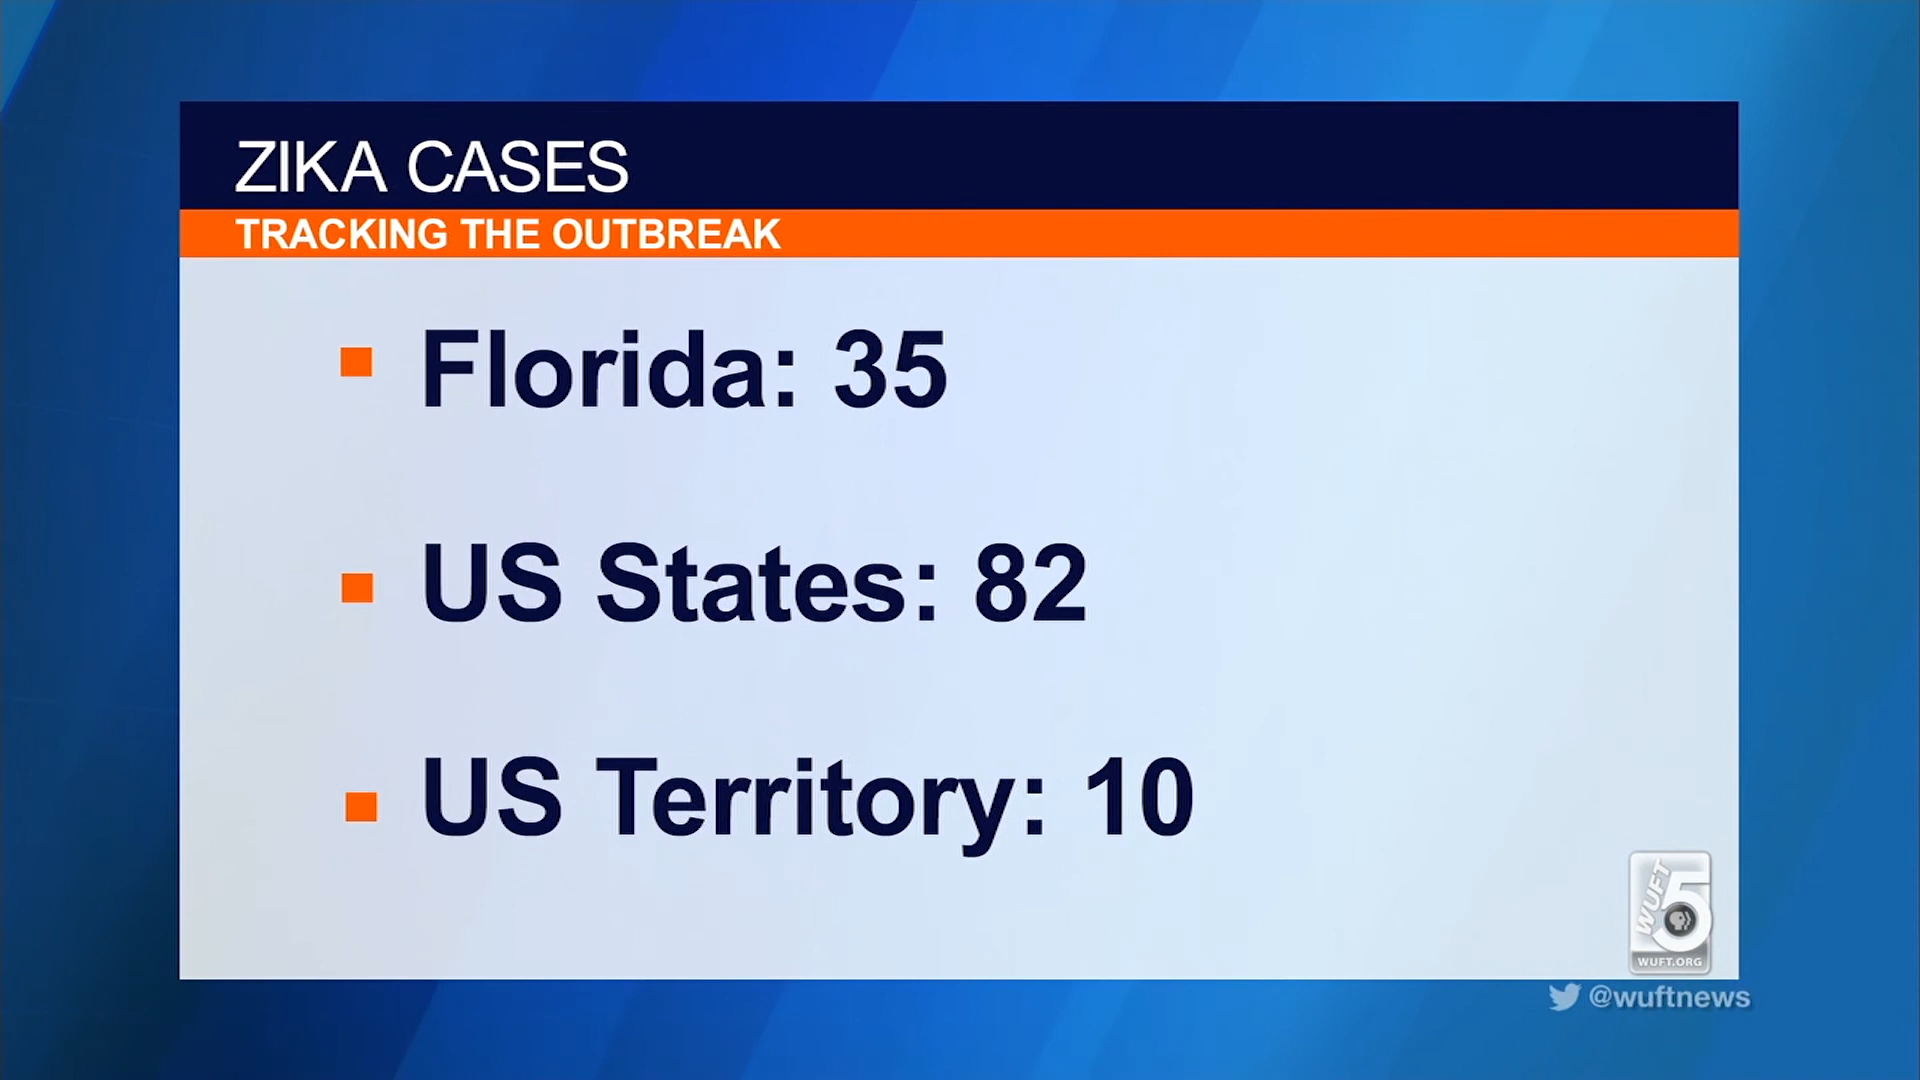 ZIKA CASES
TRACKING THE OUTBREAK
Florida: 35
US States: 82
US Territory: 10
WUFT 5
WUFT.ORG
@wuftnews